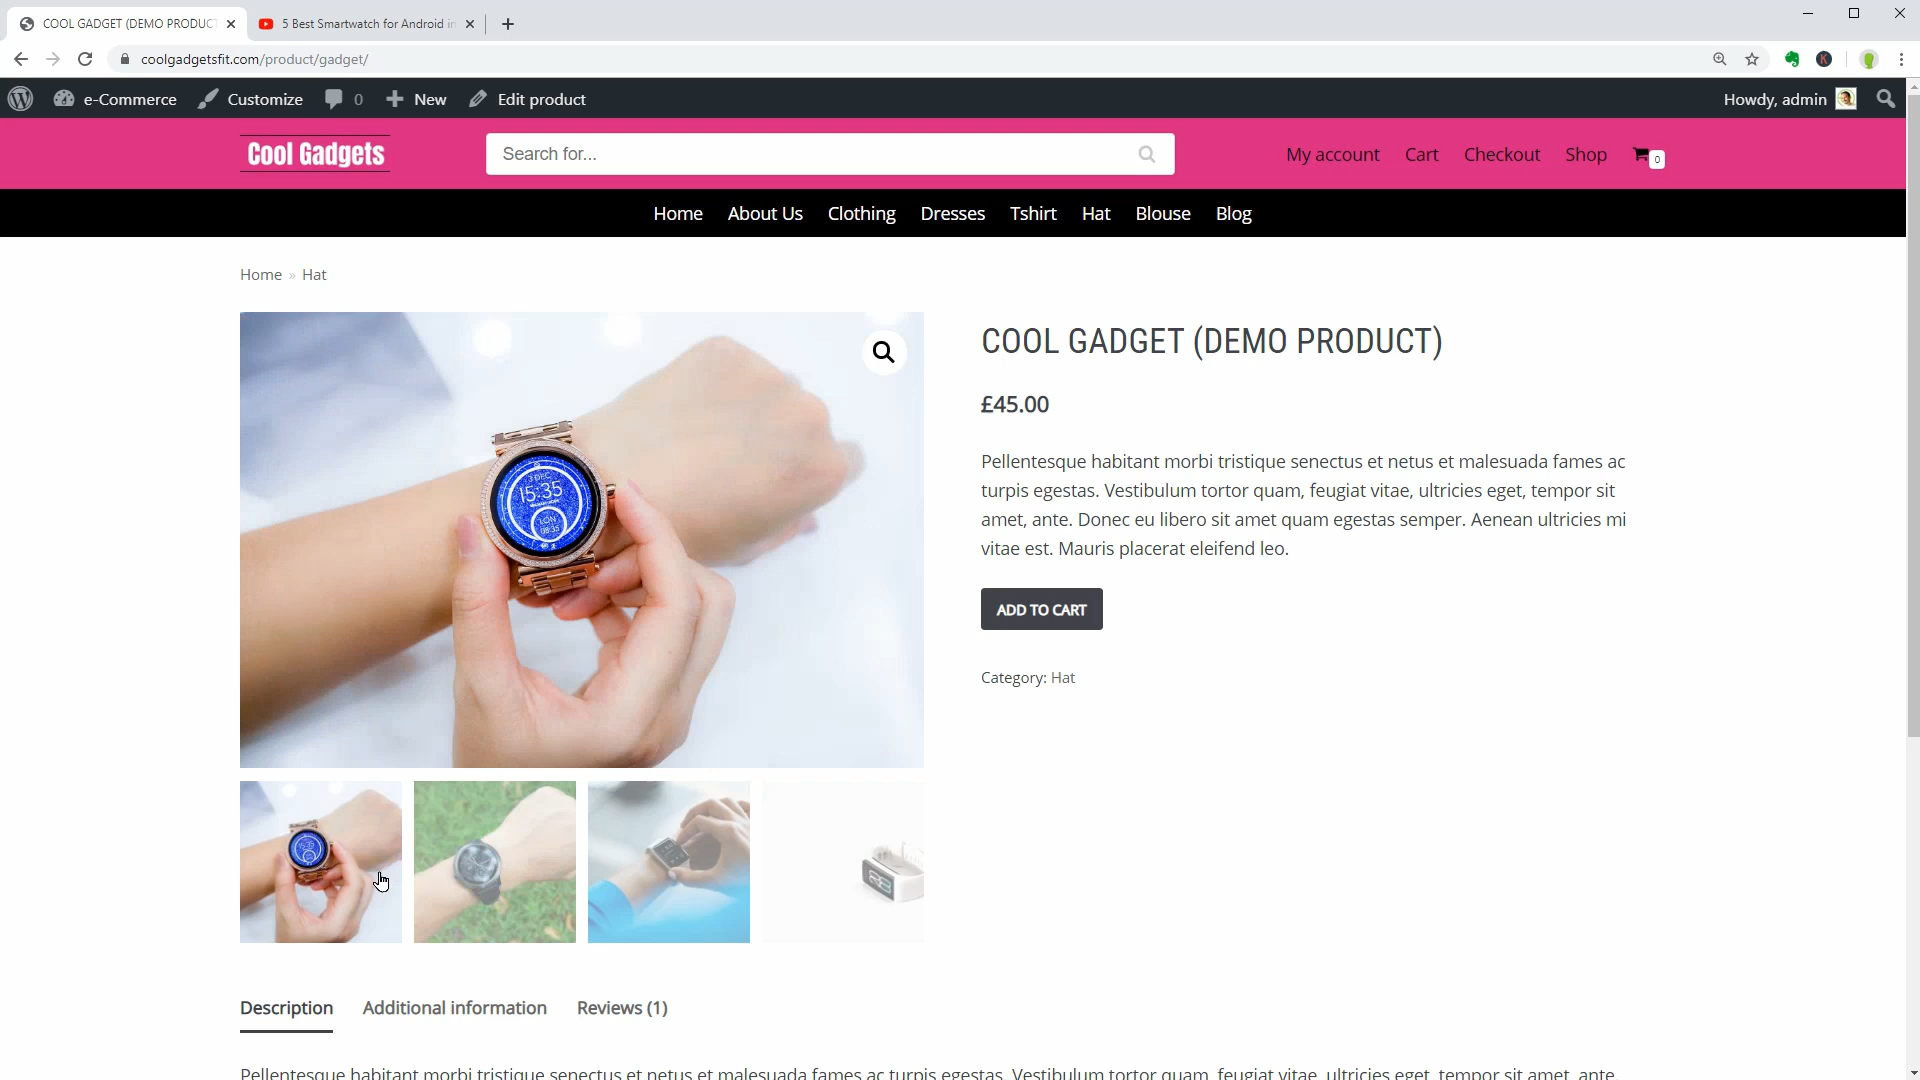 COOL GADGET (DEMO PRODUCT
5 Best Smartwatch for Android in
coolgadgetsfit.com/product/gadget/
e-Commerce
Customize
0
New
Edit product
Howdy, admin
Cool Gadgets
Search for...
My account
Cart
Checkout
Shop
0
Home
About Us
Clothing
Dresses
Tshirt
Hat
Blouse
Blog
Home » Hat
3 DEC
15:35
LON
COOL GADGET (DEMO PRODUCT)
£45.00
Pellentesque habitant morbi tristique senectus et netus et malesuada fames ac
turpis egestas. Vestibulum tortor quam, feugiat vitae, ultricies eget, tempor sit
amet, ante. Donec eu libero sit amet quam egestas semper. Aenean ultricies mi
vitae est. Mauris placerat eleifend leo.
ADD TO CART
Category: Hat
Description
Additional information
Reviews (1)
Pellentesque habitant morbi tristique senectus et netus et malesuada fames ac turpis egestas. Vestibulum tortor quam, feugiat vitae, ultricies eget, tempor sit amet, ante.